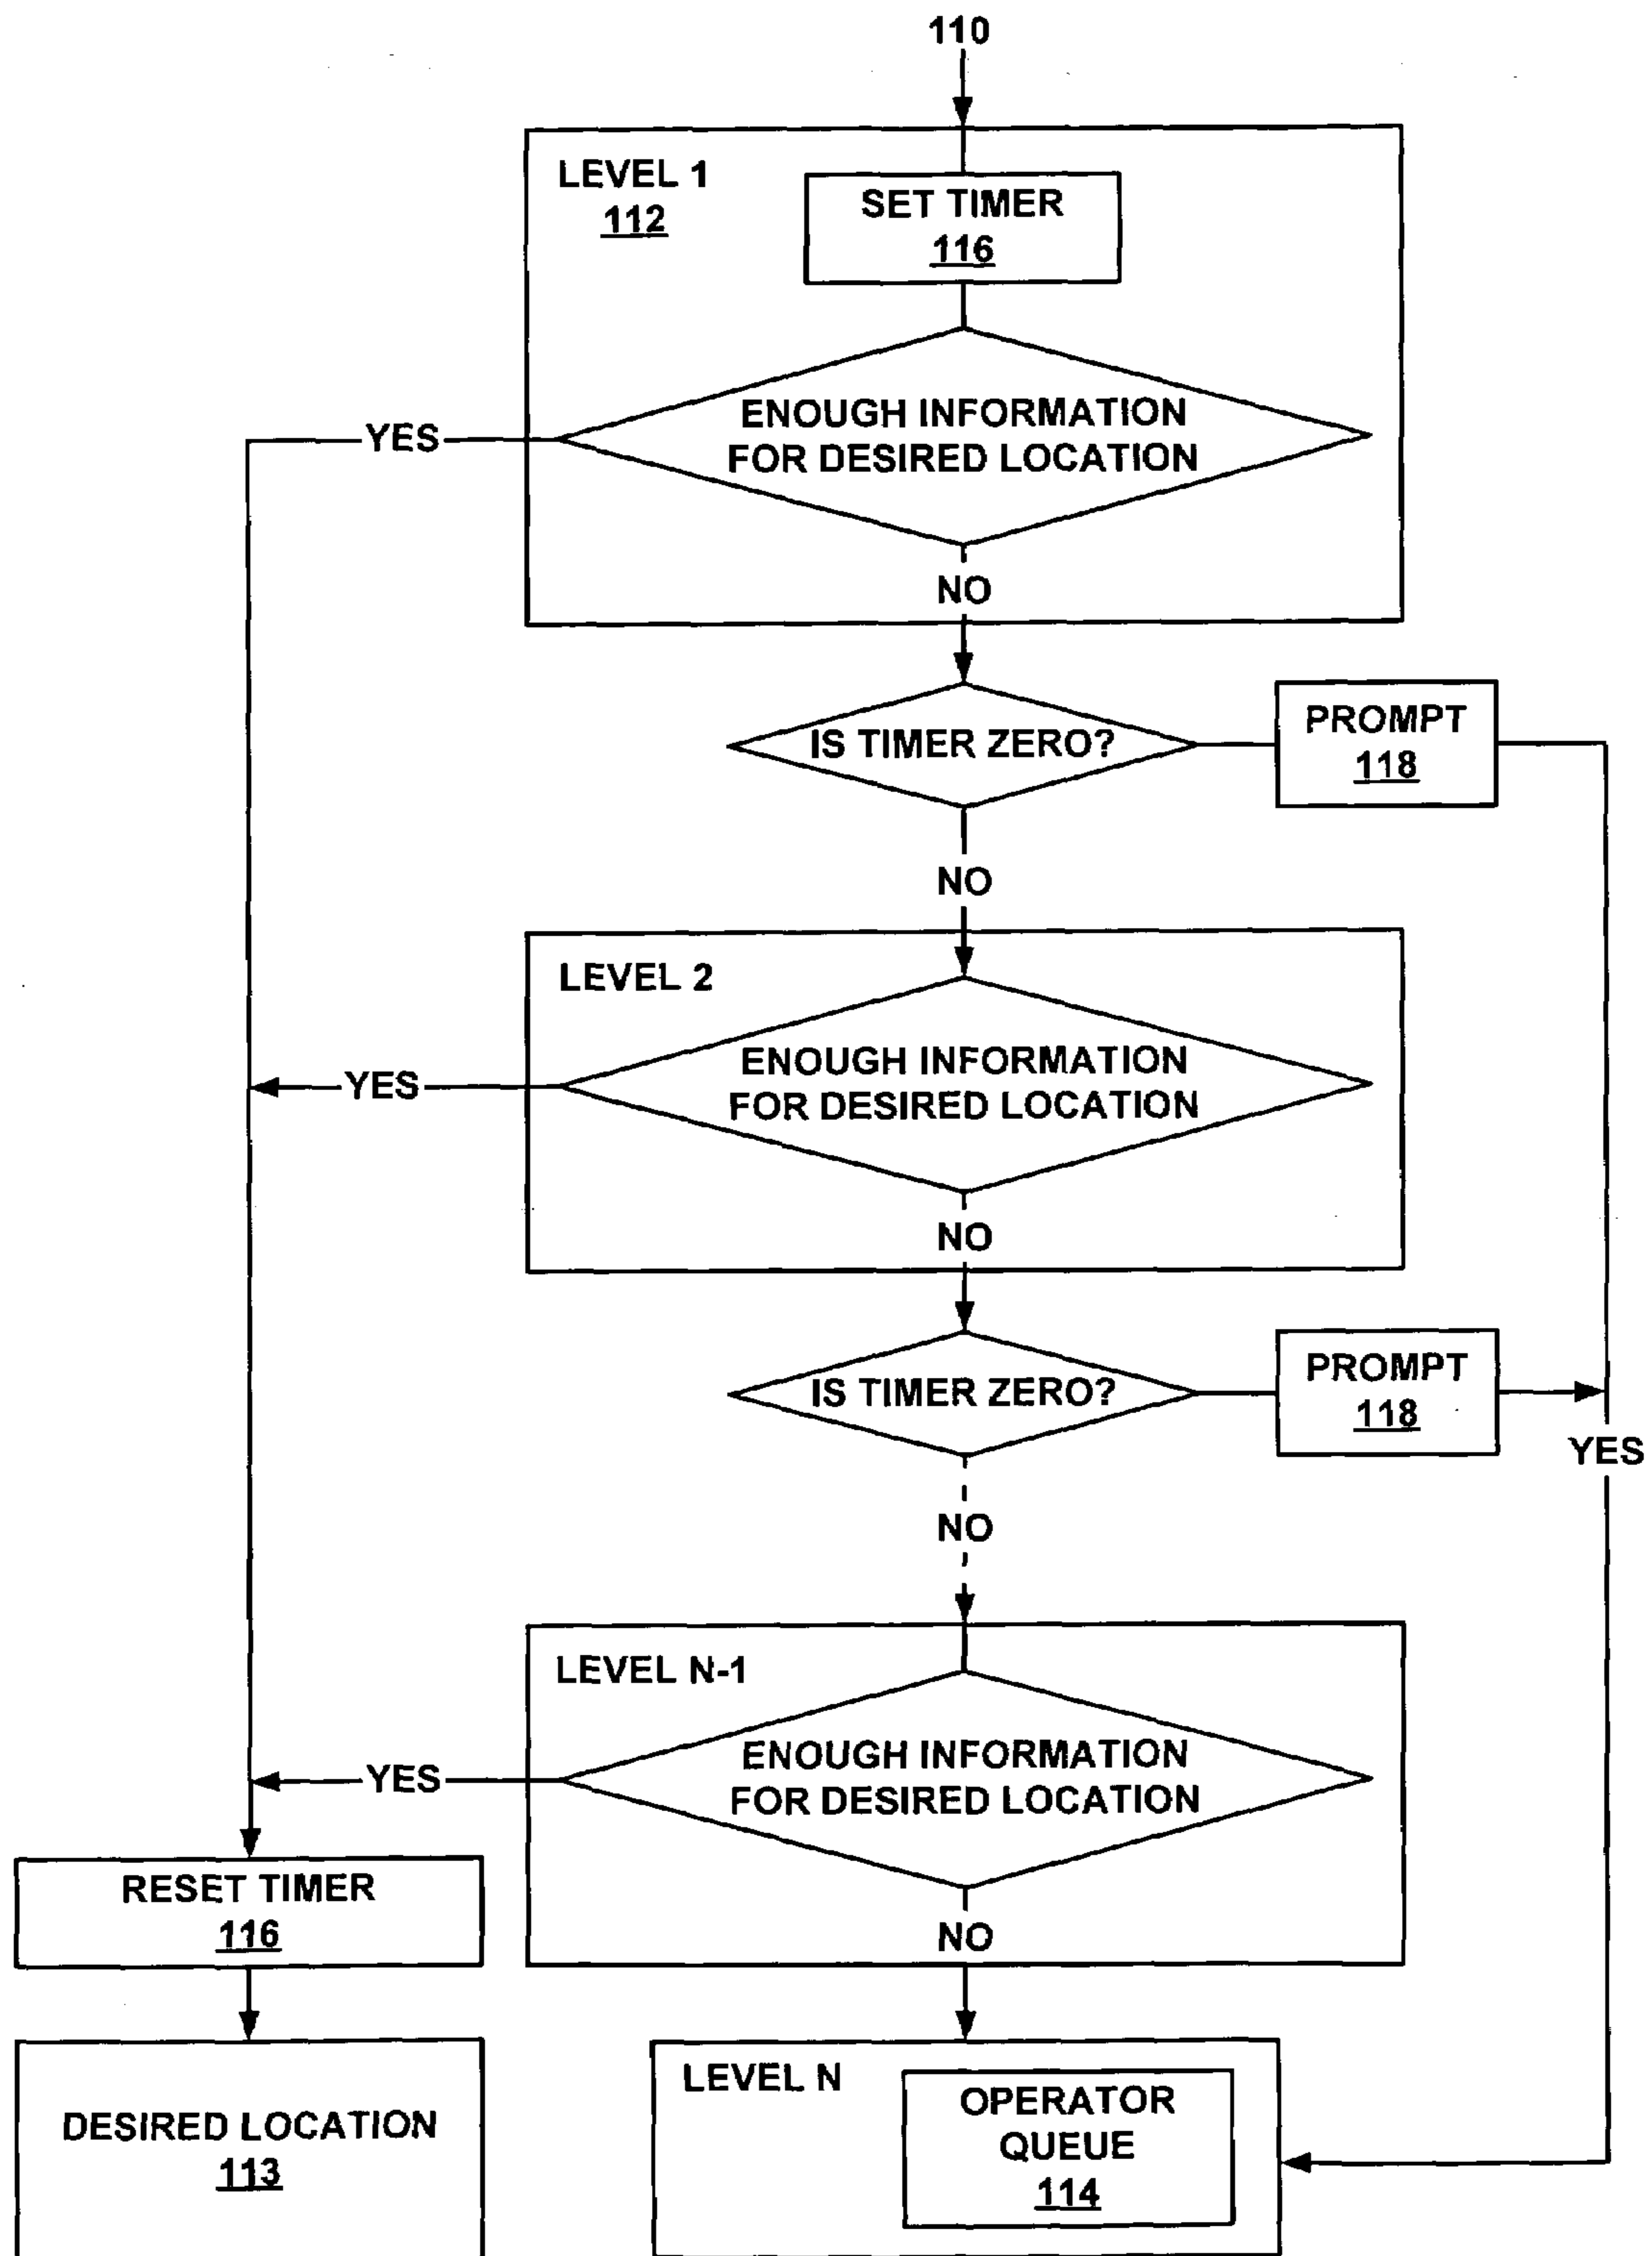 110
LEVEL 1
112
SET TIMER
116
ENOUGH INFORMATION
FOR DESIRED LOCATION
YES
NO
IS TIMER ZERO?
PROMPT
118
NO
LEVEL 2
ENOUGH INFORMATION
FOR DESIRED LOCATION
YES
NO
IS TIMER ZERO?
PROMPT
118
YES
NO
LEVEL N-1
ENOUGH INFORMATION
FOR DESIRED LOCATION
YES
NO
RESET TIMER
116
DESIRED LOCATION
113
LEVEL N
OPERATOR
QUEUE
114